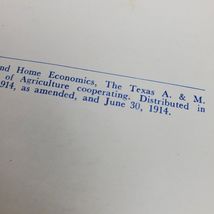 nd Home Economics, The Texas A. & M.
of Agriculture cooperating. Distributed in
914, as amended, and June 30, 1914.